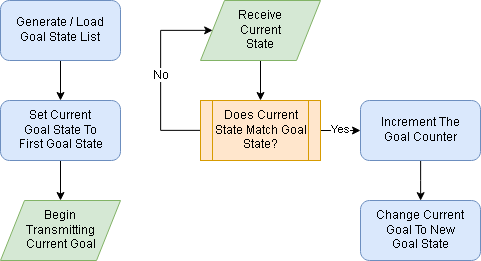 Generate / Load
Goal State List
Set Current
Goal State To
First Goal State
Begin
Transmitting
Current Goal
Receive
Current
State
No
Does Current
State Match Goal
State?
Yes
Increment The
Goal Counter
Change Current
Goal To New
Goal State